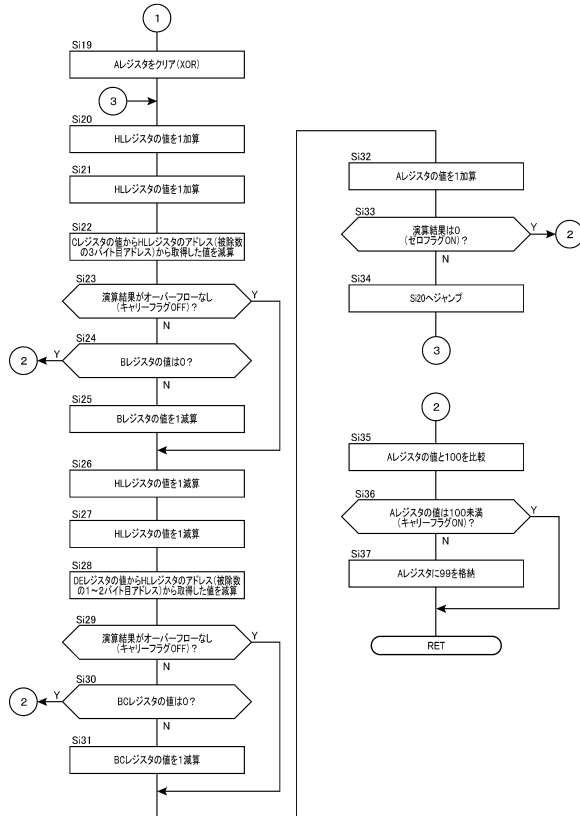 1
Si19
Aレジスタをクリア(XOR)
3
Si20
HLレジスタの値を1加算
Si21
HLレジスタの値を1加算
Si22
Cレジスタの値からHLレジスタのアドレス(被除数
の3バイト目アドレス)から取得した値を減算
Si23
演算結果がオーバーフローなし
(キャリーフラグOFF)?
Y
N
Si24
2
Y
Bレジスタの値は0?
N
Si25
Bレジスタの値を1減算
Si26
HLレジスタの値を1減算
Si27
HLレジスタの値を1減算
Si28
DEレジスタの値からHLレジスタのアドレス(被除数
の1~2バイト目アドレス)から取得した値を減算
Si29
演算結果がオーバーフローなし
(キャリーフラグOFF)?
Y
N
Si30
2
Y
BCレジスタの値は0?
N
Si31
BCレジスタの値を1減算
Si32
Aレジスタの値を1加算
Si33
演算結果は0
(ゼロフラグON)?
Y
2
N
Si34
Si20へジャンプ
3
2
Si35
Aレジスタの値と100を比較
Si36
Aレジスタの値は100未満
(キャリーフラグON)?
Y
N
Si37
Aレジスタに99を格納
RET